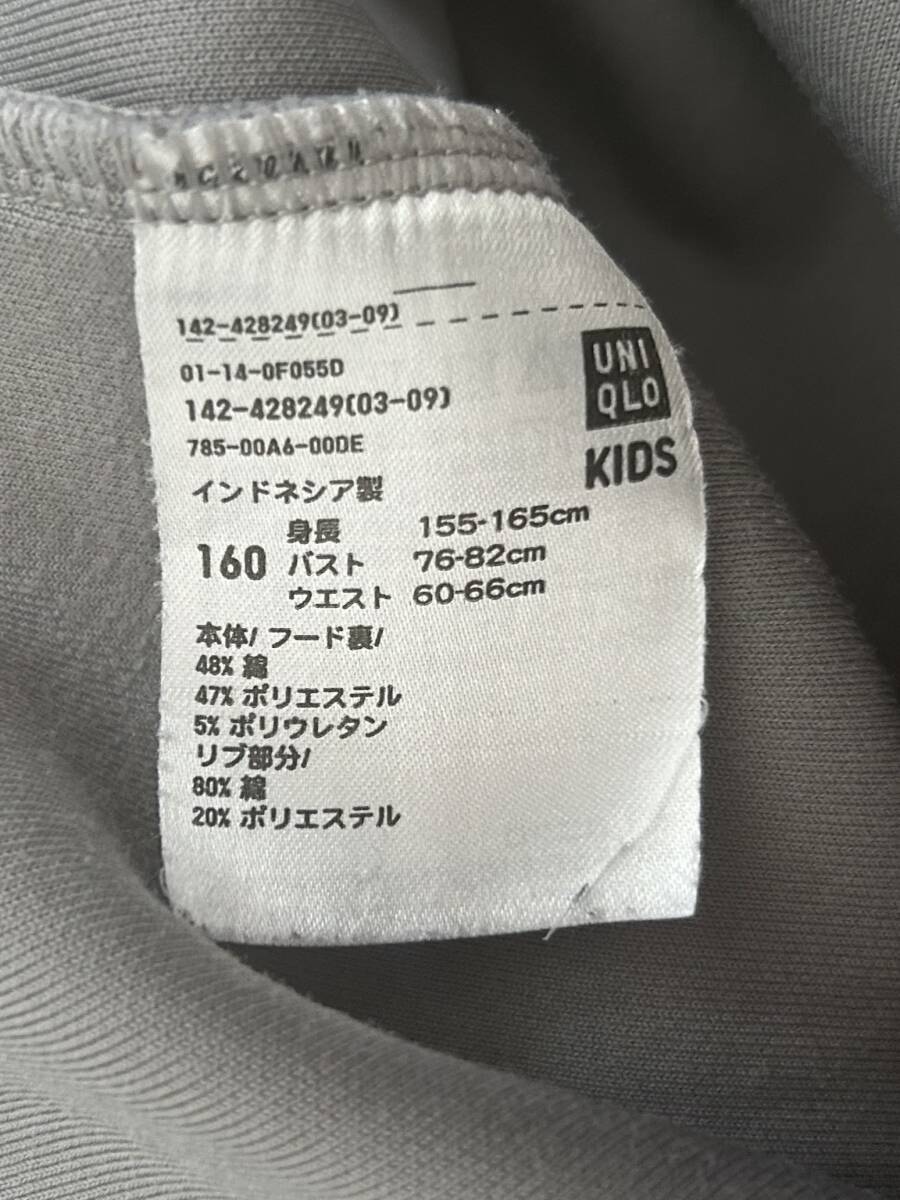 142-428249(03-09)
01-14-0F055D
142-428249(03-09)
785-00A6-00DE
UNI
QLO
KIDS
インドネシア製
160
身長 155-165cm
バスト 76-82cm
ウエスト 60-66cm
本体/ フード裏/
48% 綿
47% ポリエステル
5% ポリウレタン
リブ部分/
80% 綿
20% ポリエステル